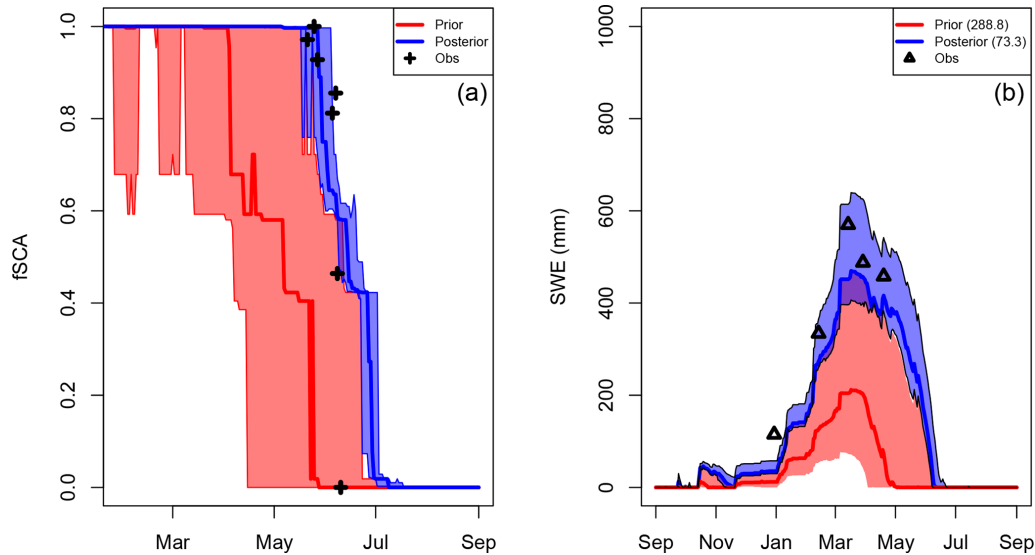 Prior
Posterior
Obs
(a)
fSCA
1.0
0.8
0.6
0.4
0.2
0.0
Mar May Jul Sep
Prior (288.8)
Posterior (73.3)
Obs
(b)
SWE (mm)
1000
800
600
400
200
0
Sep Nov Jan Mar May Jul Sep